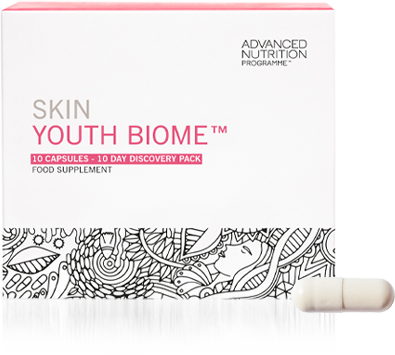 ADVANCED
NUTRITION
PROGRAMME™
SKIN
YOUTH BIOME™
10 CAPSULES - 10 DAY DISCOVERY PACK
FOOD SUPPLEMENT